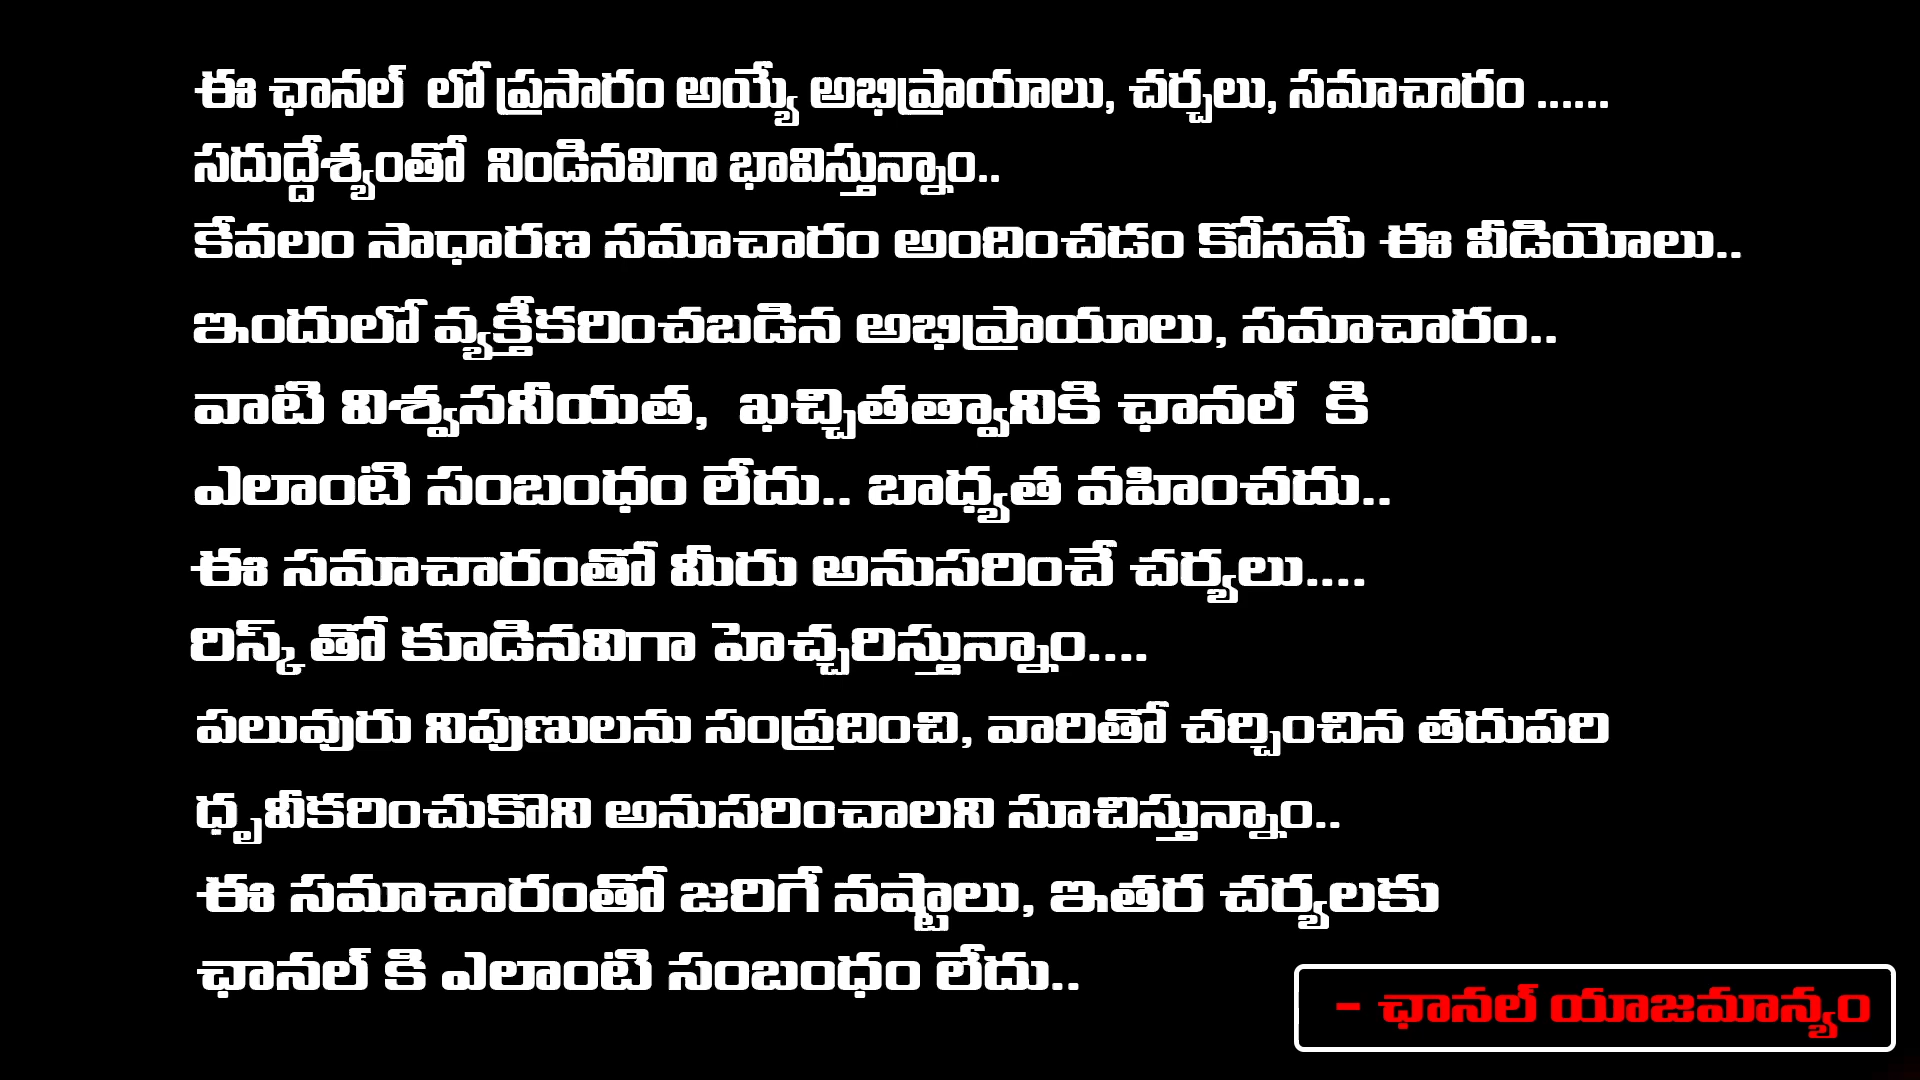 ఈ ఛానల్ లో ప్రసారం అయ్యే అభిప్రాయాలు, చర్చలు, సమాచారం ......
సదుద్దేశ్యంతో నిండినవిగా భావిస్తున్నాం..
కేవలం సాధారణ సమాచారం అందించడం కోసమే ఈ వీడియోలు..
ఇందులో వ్యక్తీకరించబడిన అభిప్రాయాలు, సమాచారం..
వాటి విశ్వసనీయత, ఖచ్చితత్వానికి ఛానల్ కి
ఎలాంటి సంబంధం లేదు.. బాధ్యత వహించదు..
ఈ సమాచారంతో మీరు అనుసరించే చర్యలు....
రిస్క్ తో కూడినవిగా హెచ్చరిస్తున్నాం....
పలువురు నిపుణులను సంప్రదించి, వారితో చర్చించిన తదుపరి
ధృవీకరించుకొని అనుసరించాలని సూచిస్తున్నాం..
ఈ సమాచారంతో జరిగే నష్టాలు, ఇతర చర్యలకు
ఛానల్ కి ఎలాంటి సంబంధం లేదు..
- ఛానల్ యాజమాన్యం